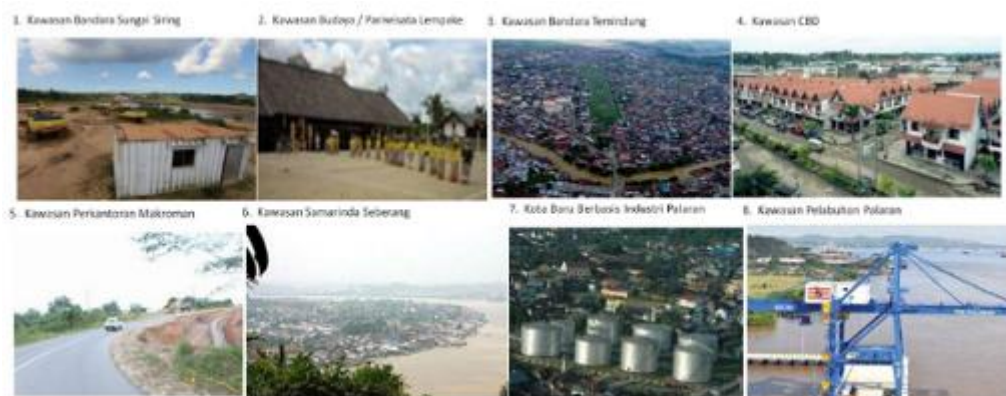 1. Kawasan Bandara Sungai Siring
2. Kawasan Budaya / Pariwisata Lempake
3. Kawasan Bandara Temindung
4. Kawasan CBD
5. Kawasan Perkantoran Makroman
6. Kawasan Samarinda Seberang
7. Kota Baru Berbasis Industri Palaran
8. Kawasan Pelabuhan Palaran